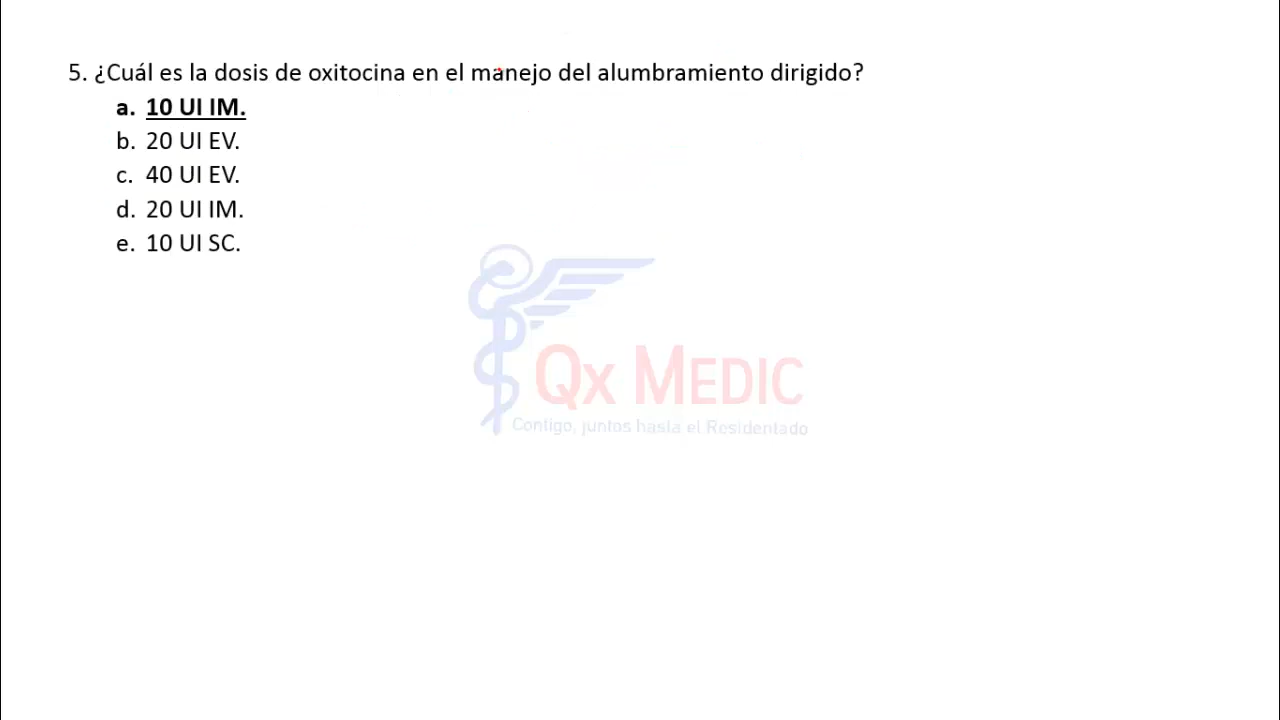 5. ¿Cuál es la dosis de oxitocina en el manejo del alumbramiento dirigido?
a. 10 UI IM.
b. 20 UI EV.
c. 40 UI EV.
d. 20 UI IM.
e. 10 UI SC.
Qx MEDIC
Contigo, juntos hasta el Residentado